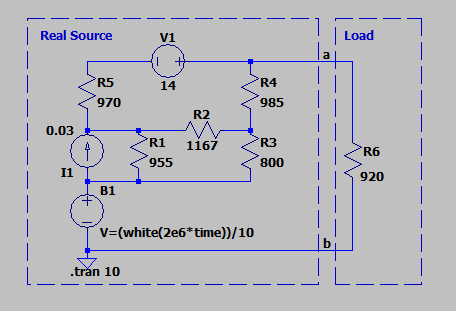 Real Source
V1
a
Load
14
R5
970
R4
985
0.03
R2
R1
1167
R3
955
800
R6
920
I1
B1
V=(white(2e6*time))/10
b
.tran 10